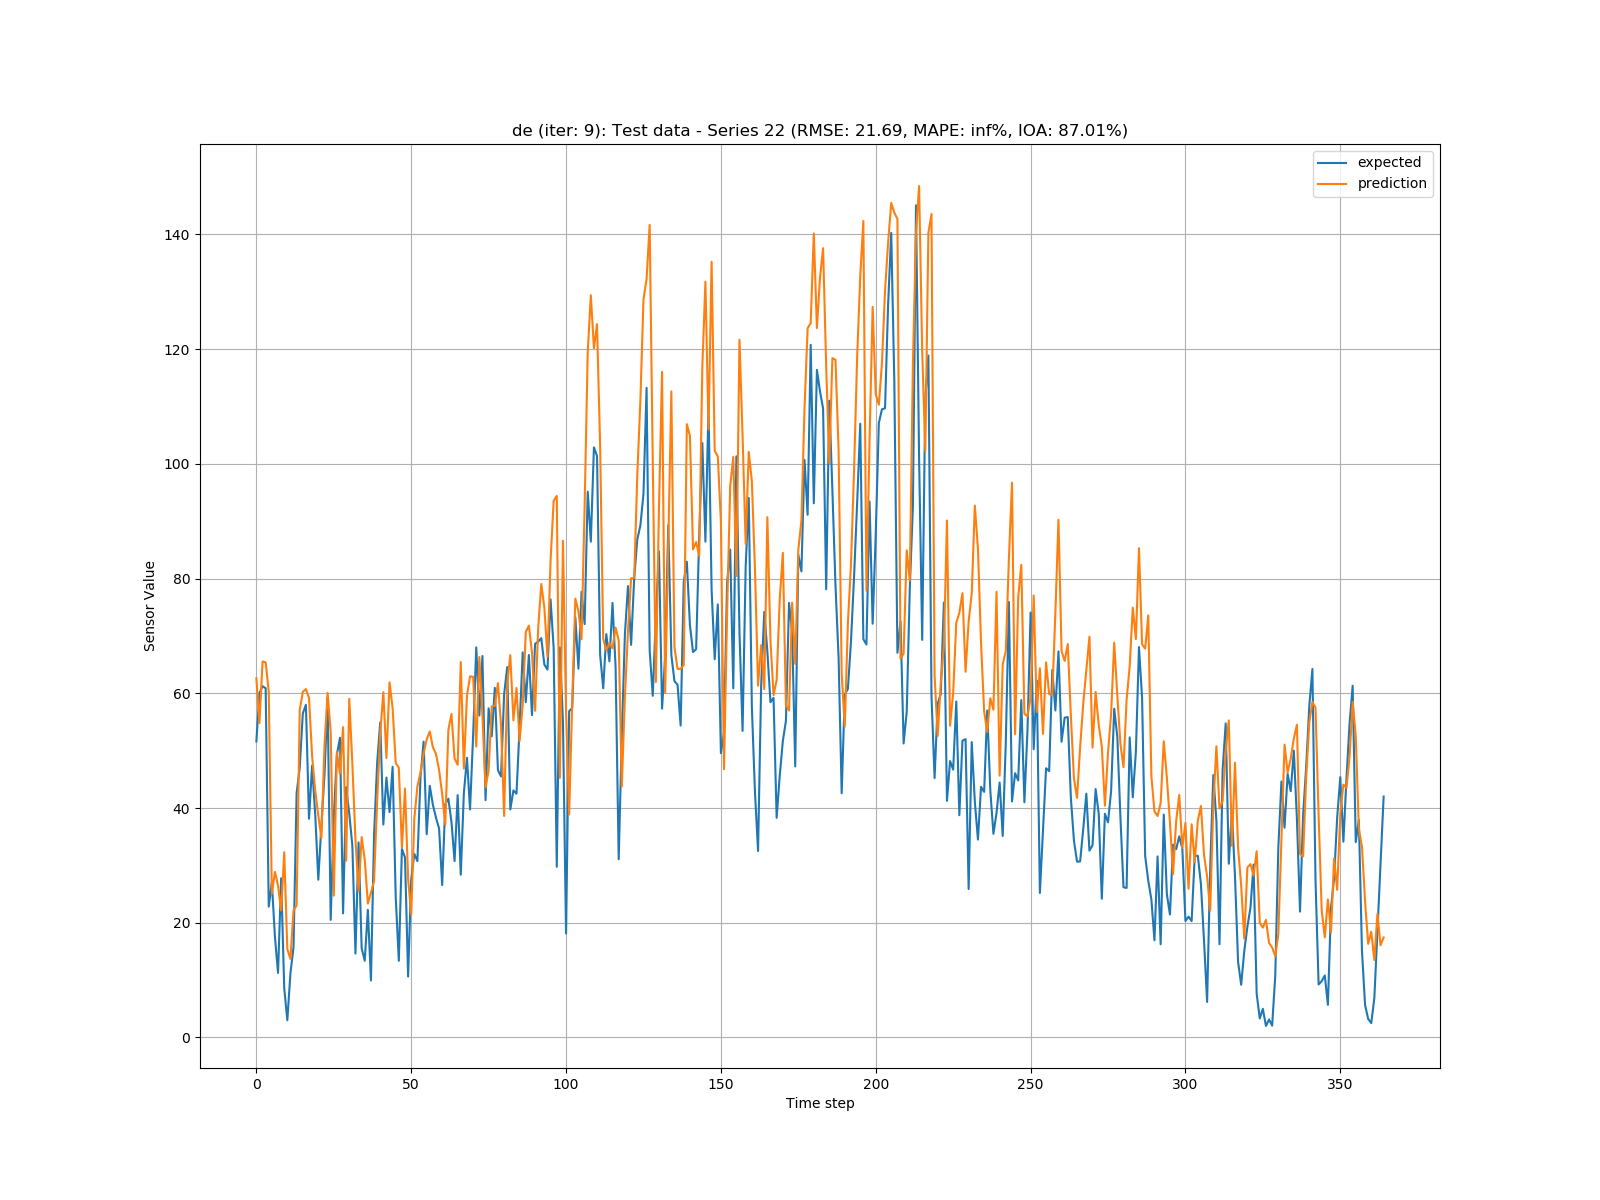 de (iter: 9): Test data - Series 22 (RMSE: 21.69, MAPE: inf%, IOA: 87.01%)
expected
prediction
140
120
100
80
60
40
20
0
Sensor Value
0 50 100 150 200 250 300 350
Time step